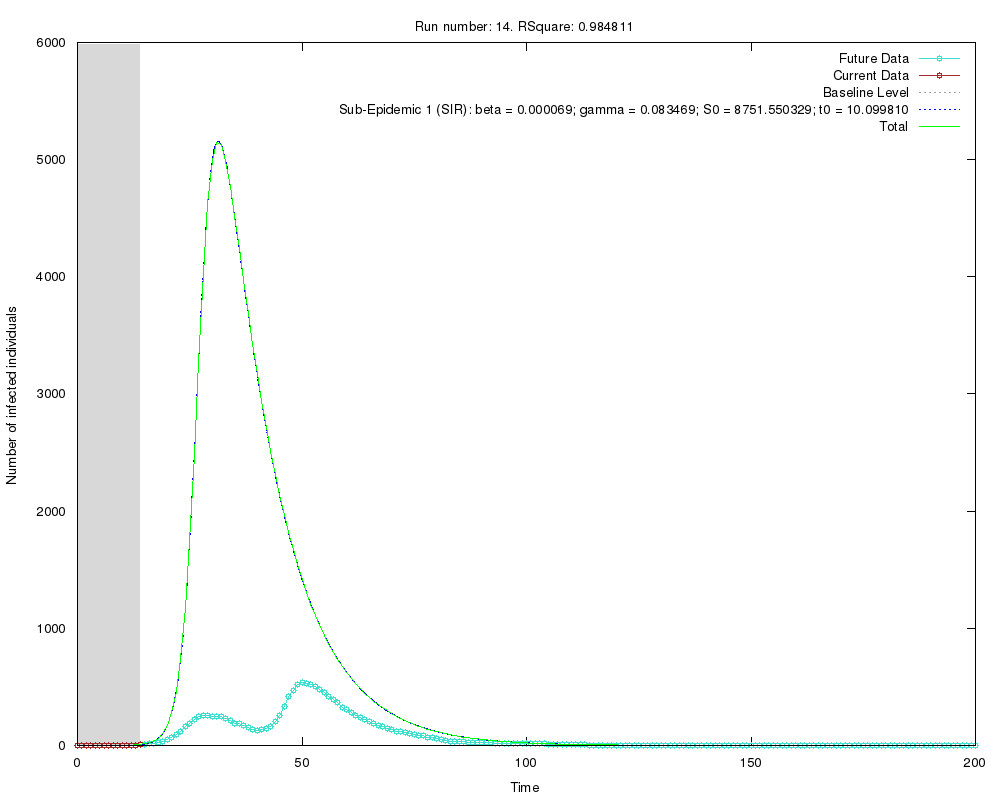 Run number: 14. RSquare: 0.984811
6000
5000
4000
3000
2000
1000
0
Number of infected individuals
Future Data
Current Data
Baseline Level
Sub-Epidemic 1 (SIR): beta = 0.000069; gamma = 0.083469; S0 = 8751.550329; t0 = 10.099810
Total
0 50 100 150 200
Time